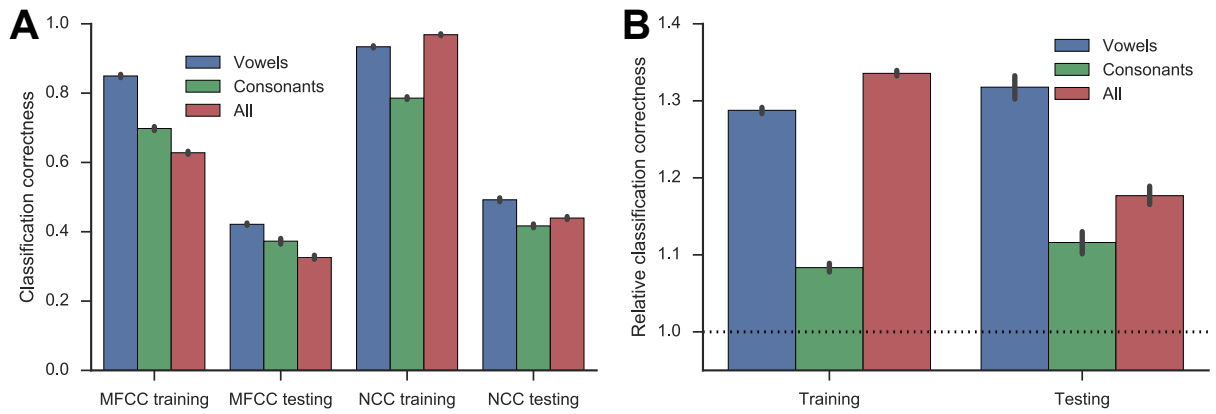 A
Classification correctness
1.0
0.8
0.6
0.4
0.2
0.0
Vowels
Consonants
All
MFCC training
MFCC testing
NCC training
NCC testing
B
Relative classification correctness
1.4
1.3
1.2
1.1
1.0
Vowels
Consonants
All
Training
Testing